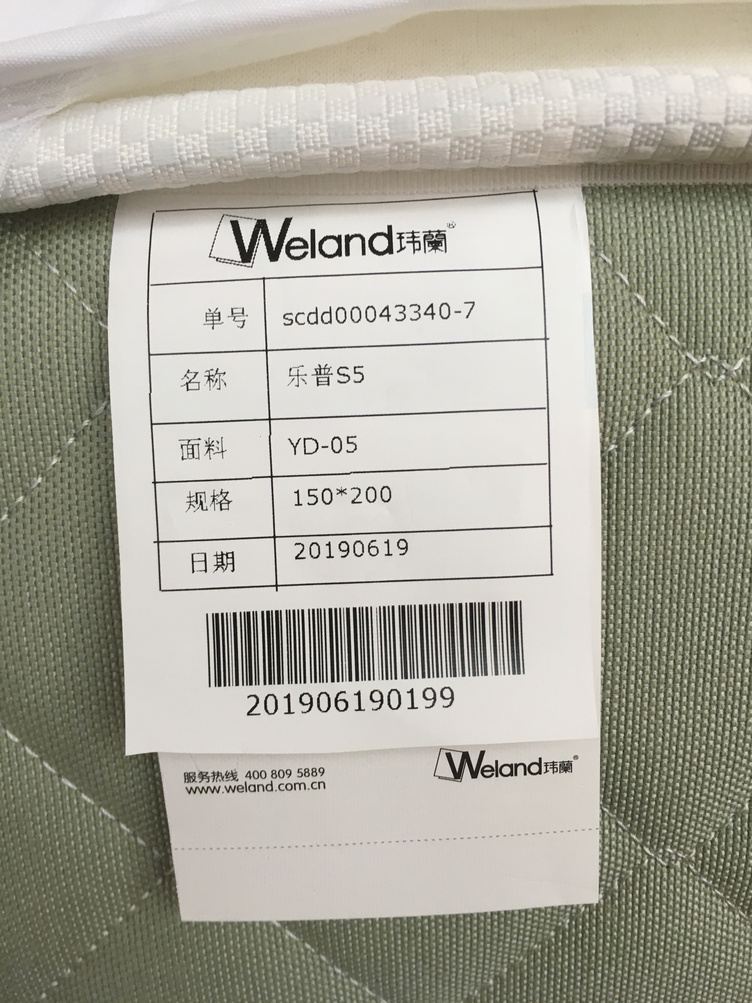 Weland玮蘭®
单号 scdd00043340-7
名称 乐普S5
面料 YD-05
规格 150*200
日期 20190619
201906190199
服务热线 400 809 5889
www.weland.com.cn
Weland玮蘭®